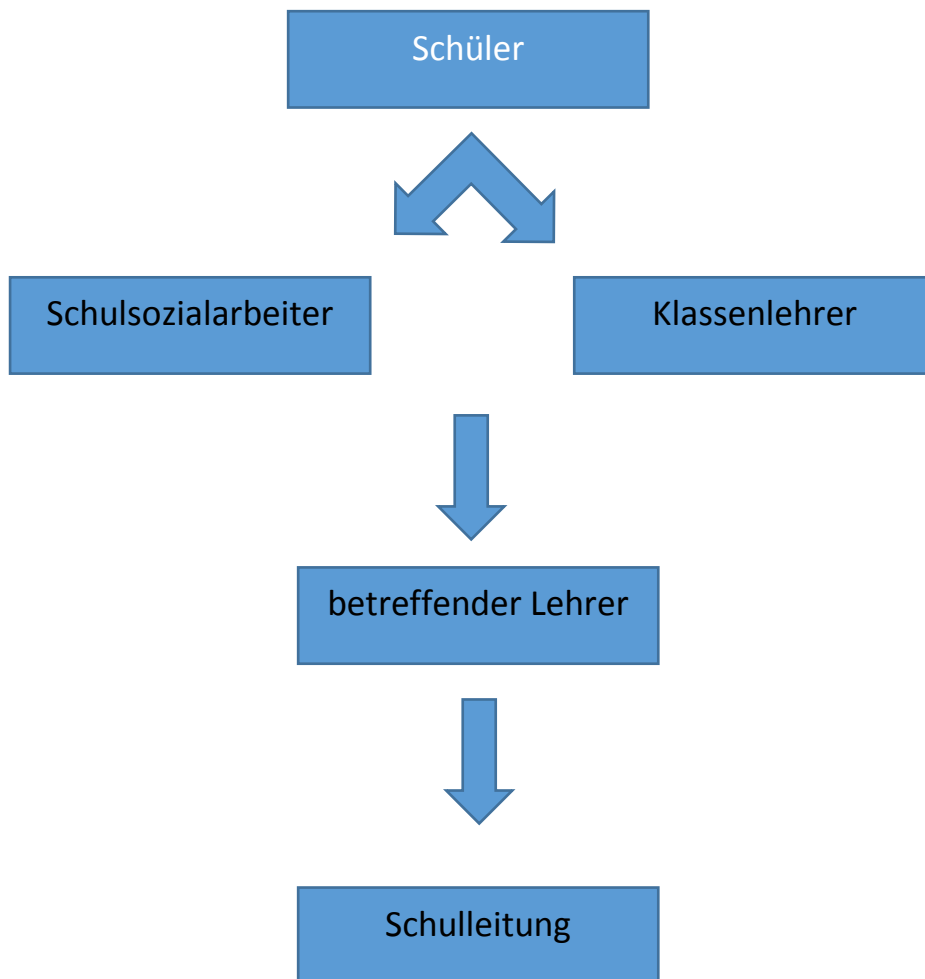 Schüler
Schulsozialarbeiter
Klassenlehrer
betreffender Lehrer
Schulleitung